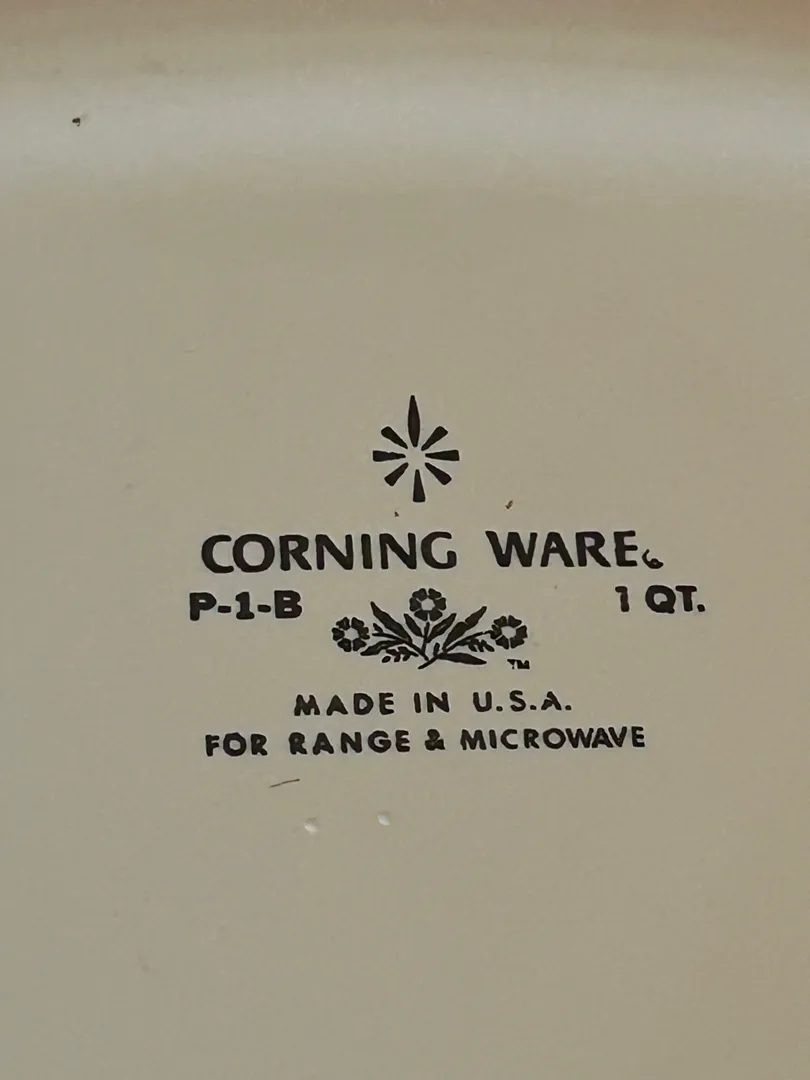 CORNING WARE®
P-1-B 1 QT.
™
MADE IN U.S.A.
FOR RANGE & MICROWAVE